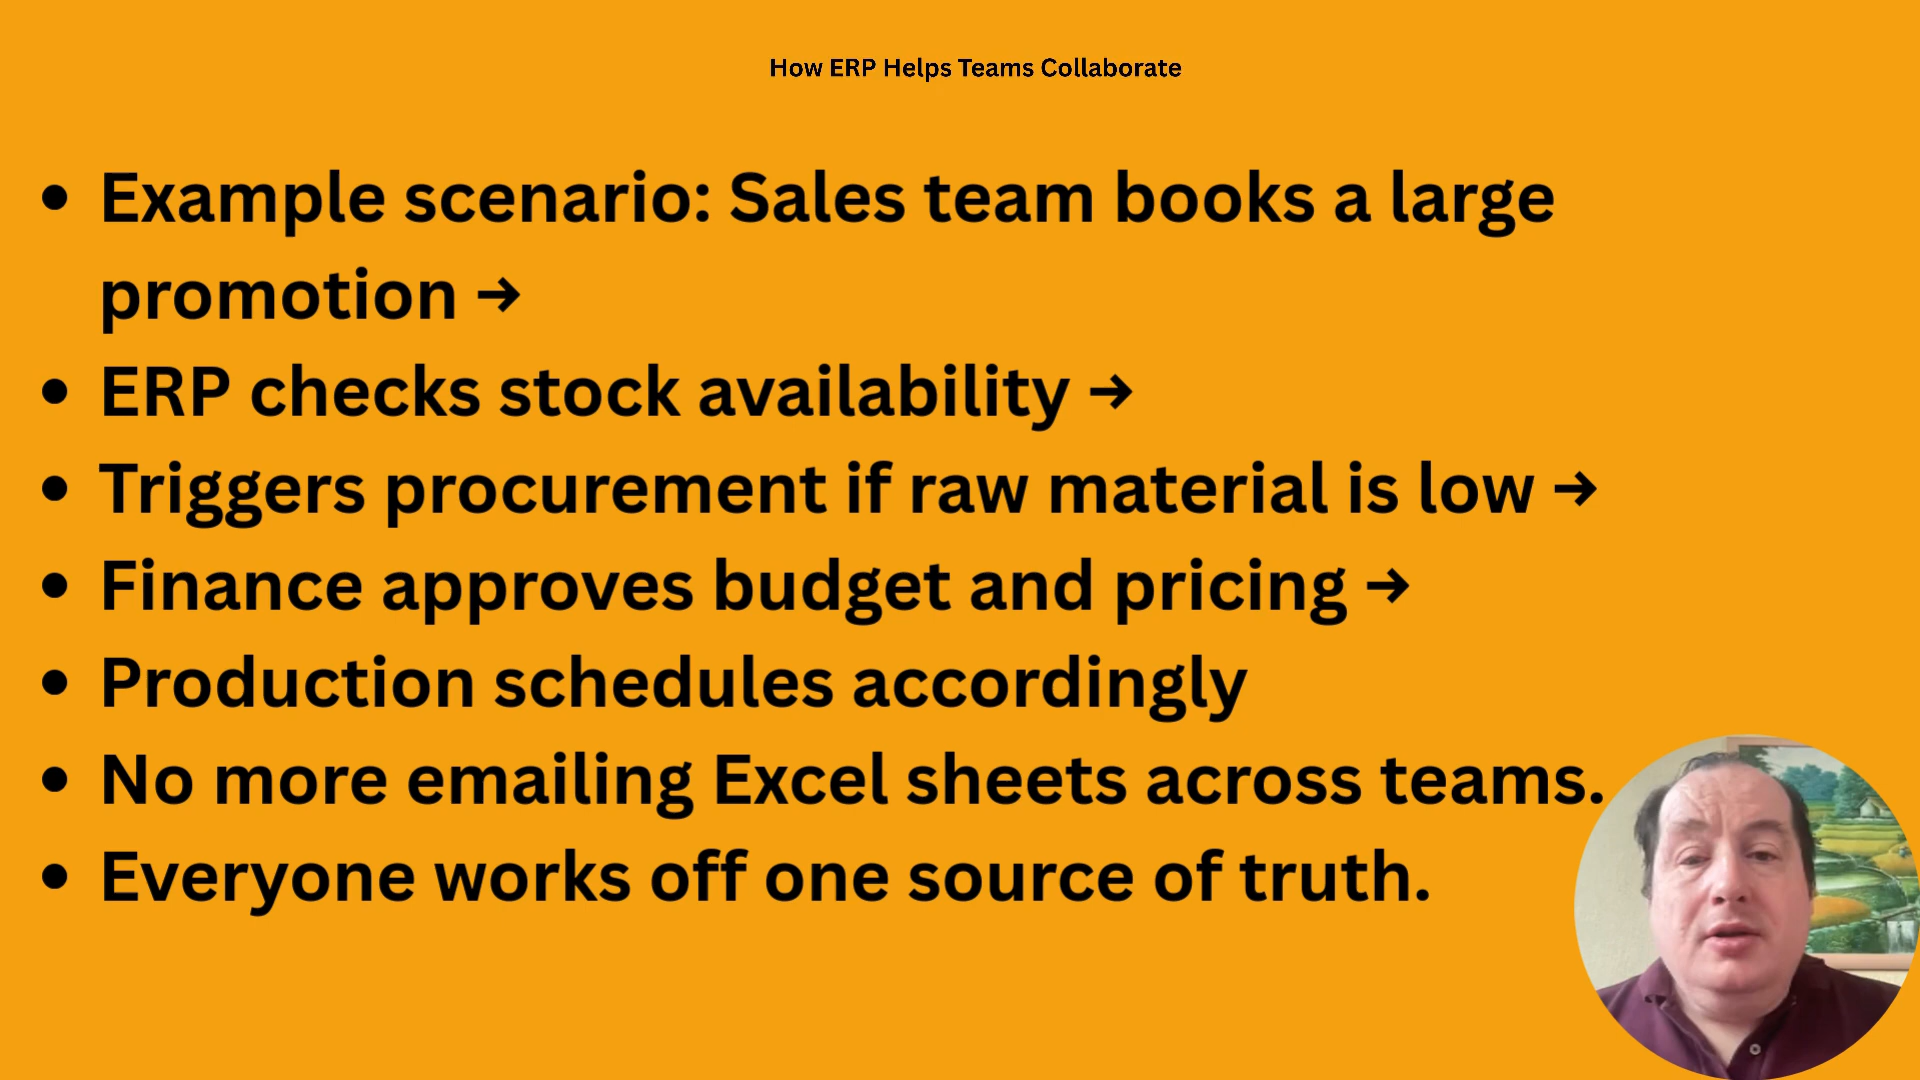 How ERP Helps Teams Collaborate
• Example scenario: Sales team books a large
promotion →
• ERP checks stock availability →
• Triggers procurement if raw material is low →
• Finance approves budget and pricing →
• Production schedules accordingly
• No more emailing Excel sheets across teams.
• Everyone works off one source of truth.